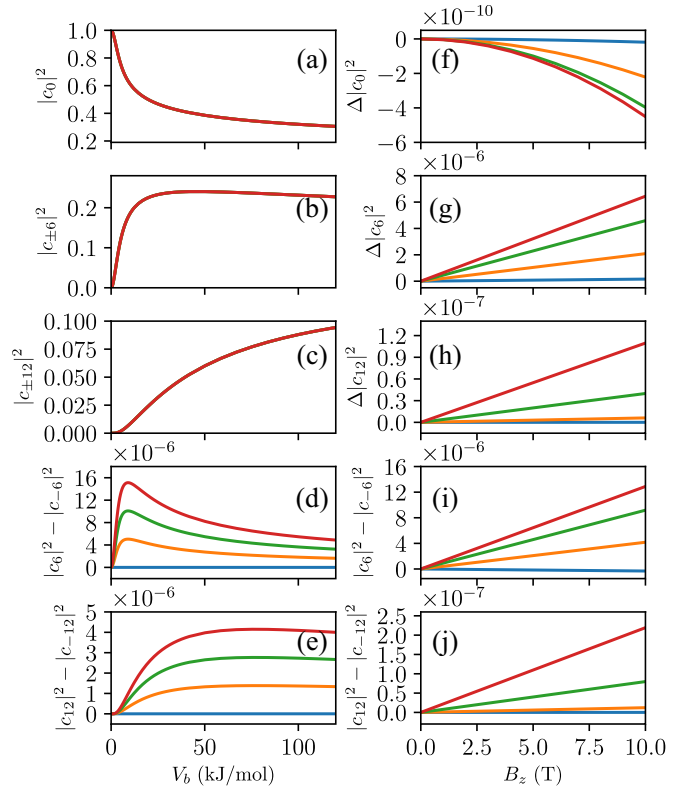 (a)
|c₀|²
1.0
0.8
0.6
0.4
0.2
(b)
|c±₆|²
0.2
0.0
(c)
|c±₁₂|²
0.100
0.075
0.050
0.025
0.000
×10⁻⁶
(d)
|c₆|² − |c₋₆|²
16
12
8
4
0
×10⁻⁶
(e)
|c₁₂|² − |c₋₁₂|²
5
4
3
2
1
0
0 50 100
V_b (kJ/mol)
×10⁻¹⁰
(f)
Δ|c₀|²
0
−2
−4
−6
×10⁻⁶
(g)
Δ|c₆|²
8
6
4
2
0
×10⁻⁷
(h)
Δ|c₁₂|²
1.2
0.9
0.6
0.3
0.0
×10⁻⁶
(i)
|c₆|² − |c₋₆|²
16
12
8
4
0
×10⁻⁷
(j)
|c₁₂|² − |c₋₁₂|²
2.5
2.0
1.5
1.0
0.5
0.0
0.0 2.5 5.0 7.5 10.0
B_z (T)